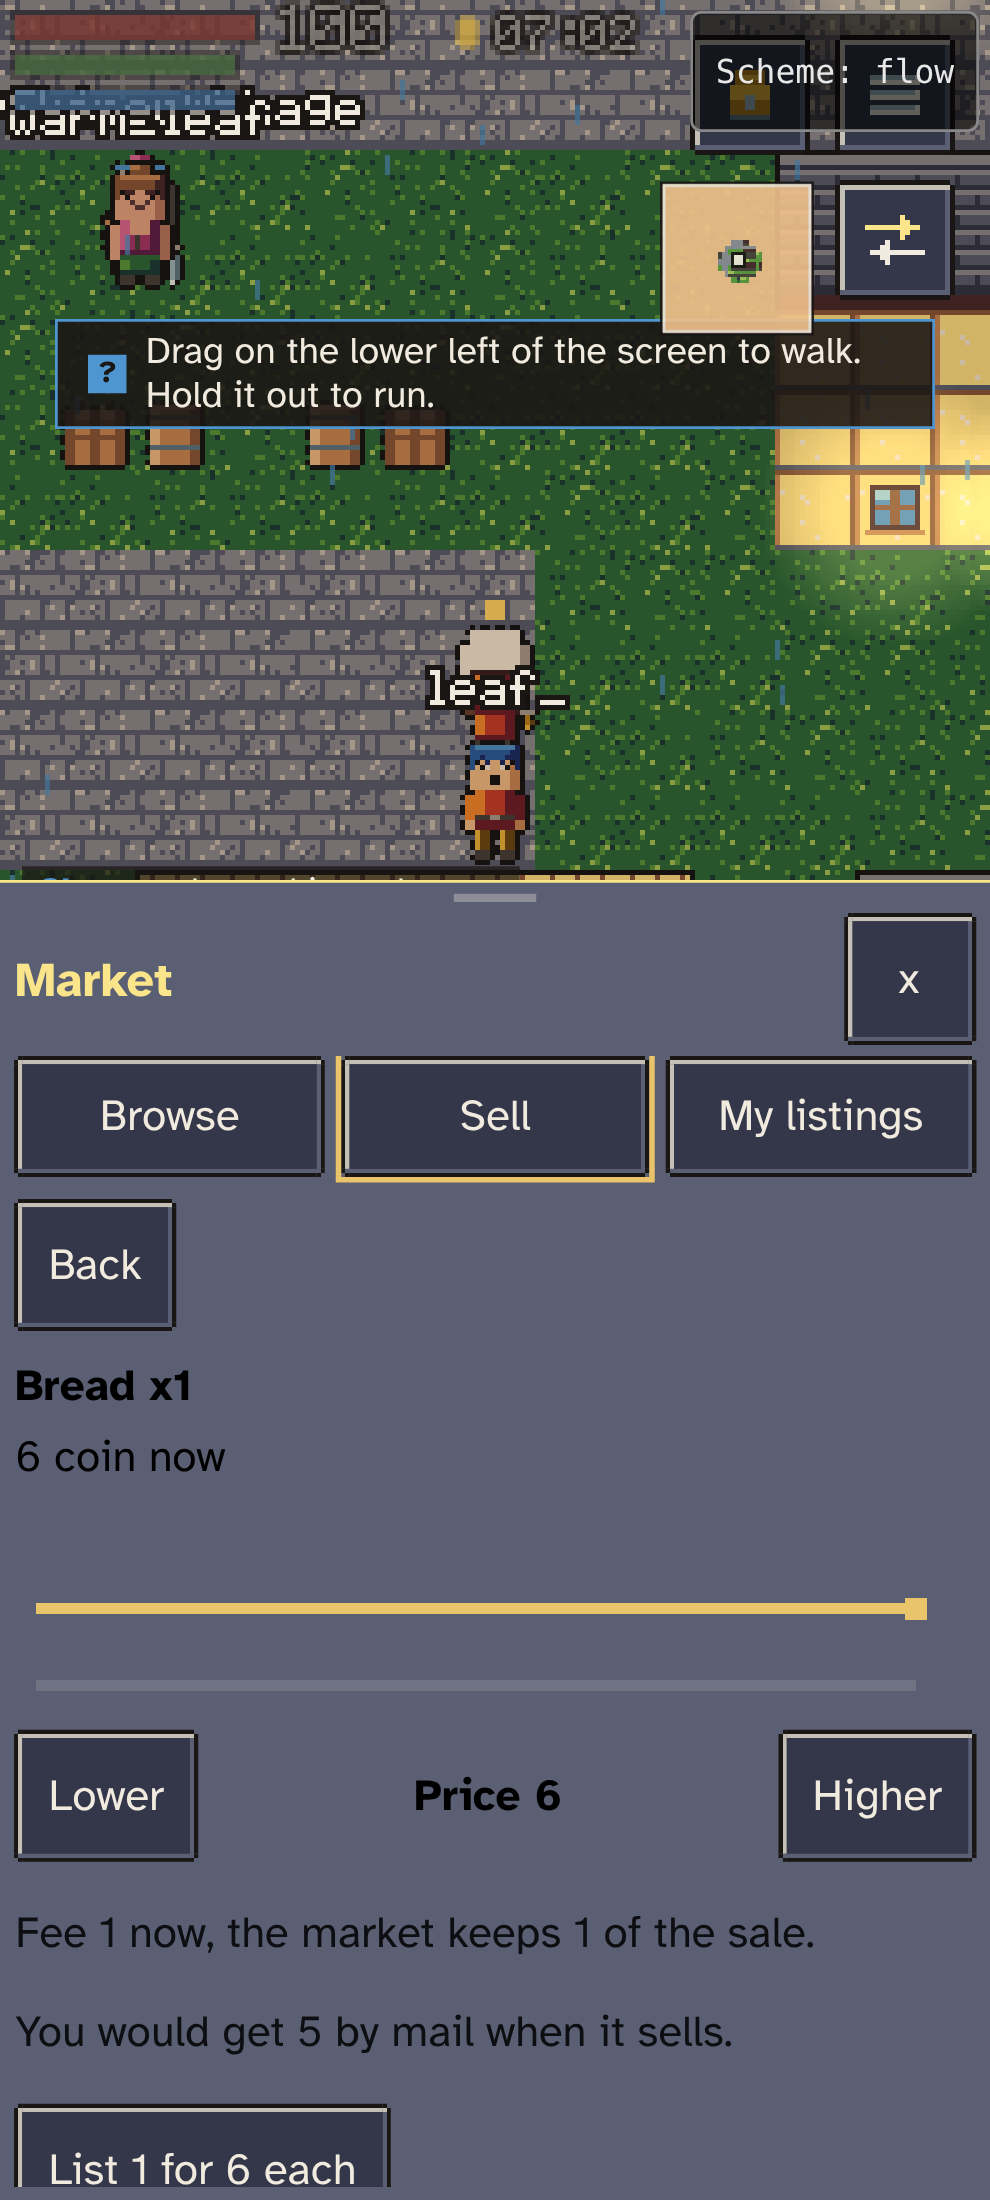 100
07:02
Scheme: flow
Drag on the lower left of the screen to walk.
Hold it out to run.
leaf_
Market
x
Browse
Sell
My listings
Back
Bread x1
6 coin now
Lower
Price 6
Higher
Fee 1 now, the market keeps 1 of the sale.
You would get 5 by mail when it sells.
List 1 for 6 each